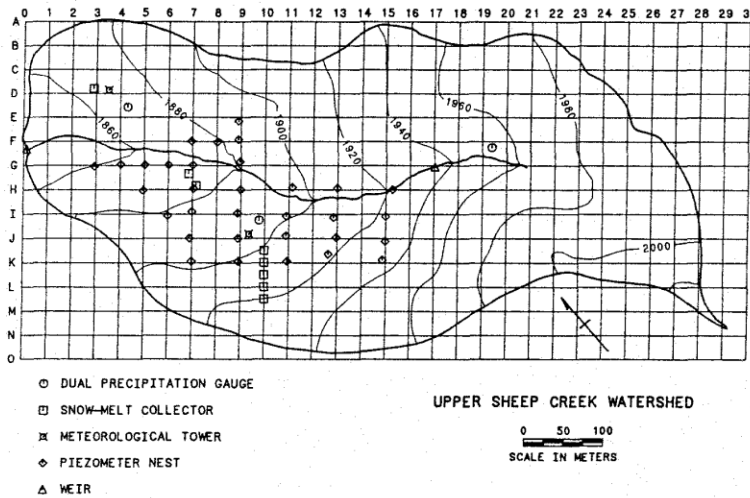 0 1 2 3 4 5 6 7 8 9 10 11 12 13 14 15 16 17 18 19 20 21 22 23 24 25 26 27 28 29 3
A
B
C
D
E
F
G
H
I
J
K
L
M
N
O
1860
1880
1900
1920
1940
1960
1980
2000
DUAL PRECIPITATION GAUGE
SNOW-MELT COLLECTOR
METEOROLOGICAL TOWER
PIEZOMETER NEST
WEIR
UPPER SHEEP CREEK WATERSHED
0 50 100
SCALE IN METERS